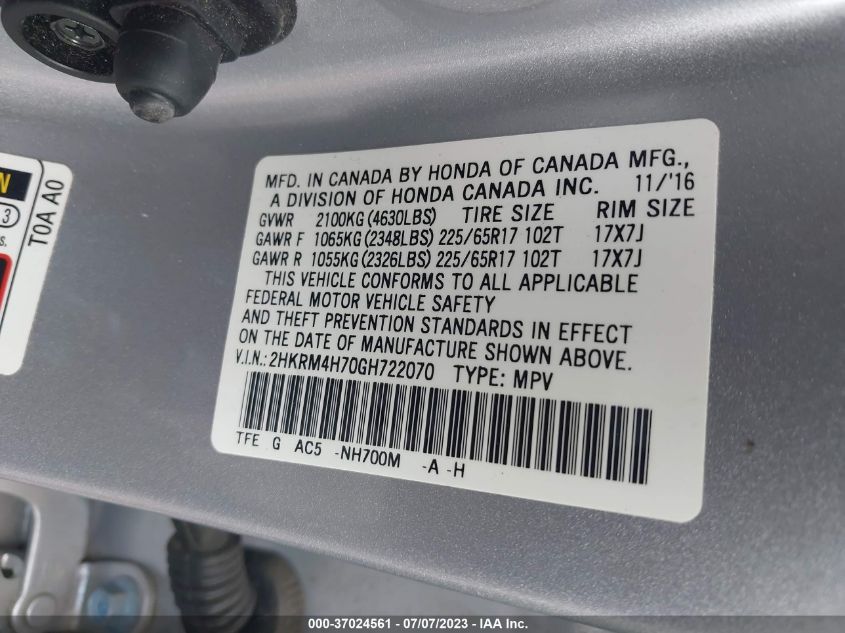 N
3
s.
T0A A0
MFD. IN CANADA BY HONDA OF CANADA MFG.,
A DIVISION OF HONDA CANADA INC. 11/'16
GVWR 2100KG (4630LBS) TIRE SIZE RIM SIZE
GAWR F 1065KG (2348LBS) 225/65R17 102T 17X7J
GAWR R 1055KG (2326LBS) 225/65R17 102T 17X7J
THIS VEHICLE CONFORMS TO ALL APPLICABLE
FEDERAL MOTOR VEHICLE SAFETY
AND THEFT PREVENTION STANDARDS IN EFFECT
ON THE DATE OF MANUFACTURE SHOWN ABOVE.
V.I.N.: 2HKRM4H70GH722070 TYPE: MPV
TFE G AC5 -NH700M -A -H
000-37024561 - 07/07/2023 - IAA Inc.